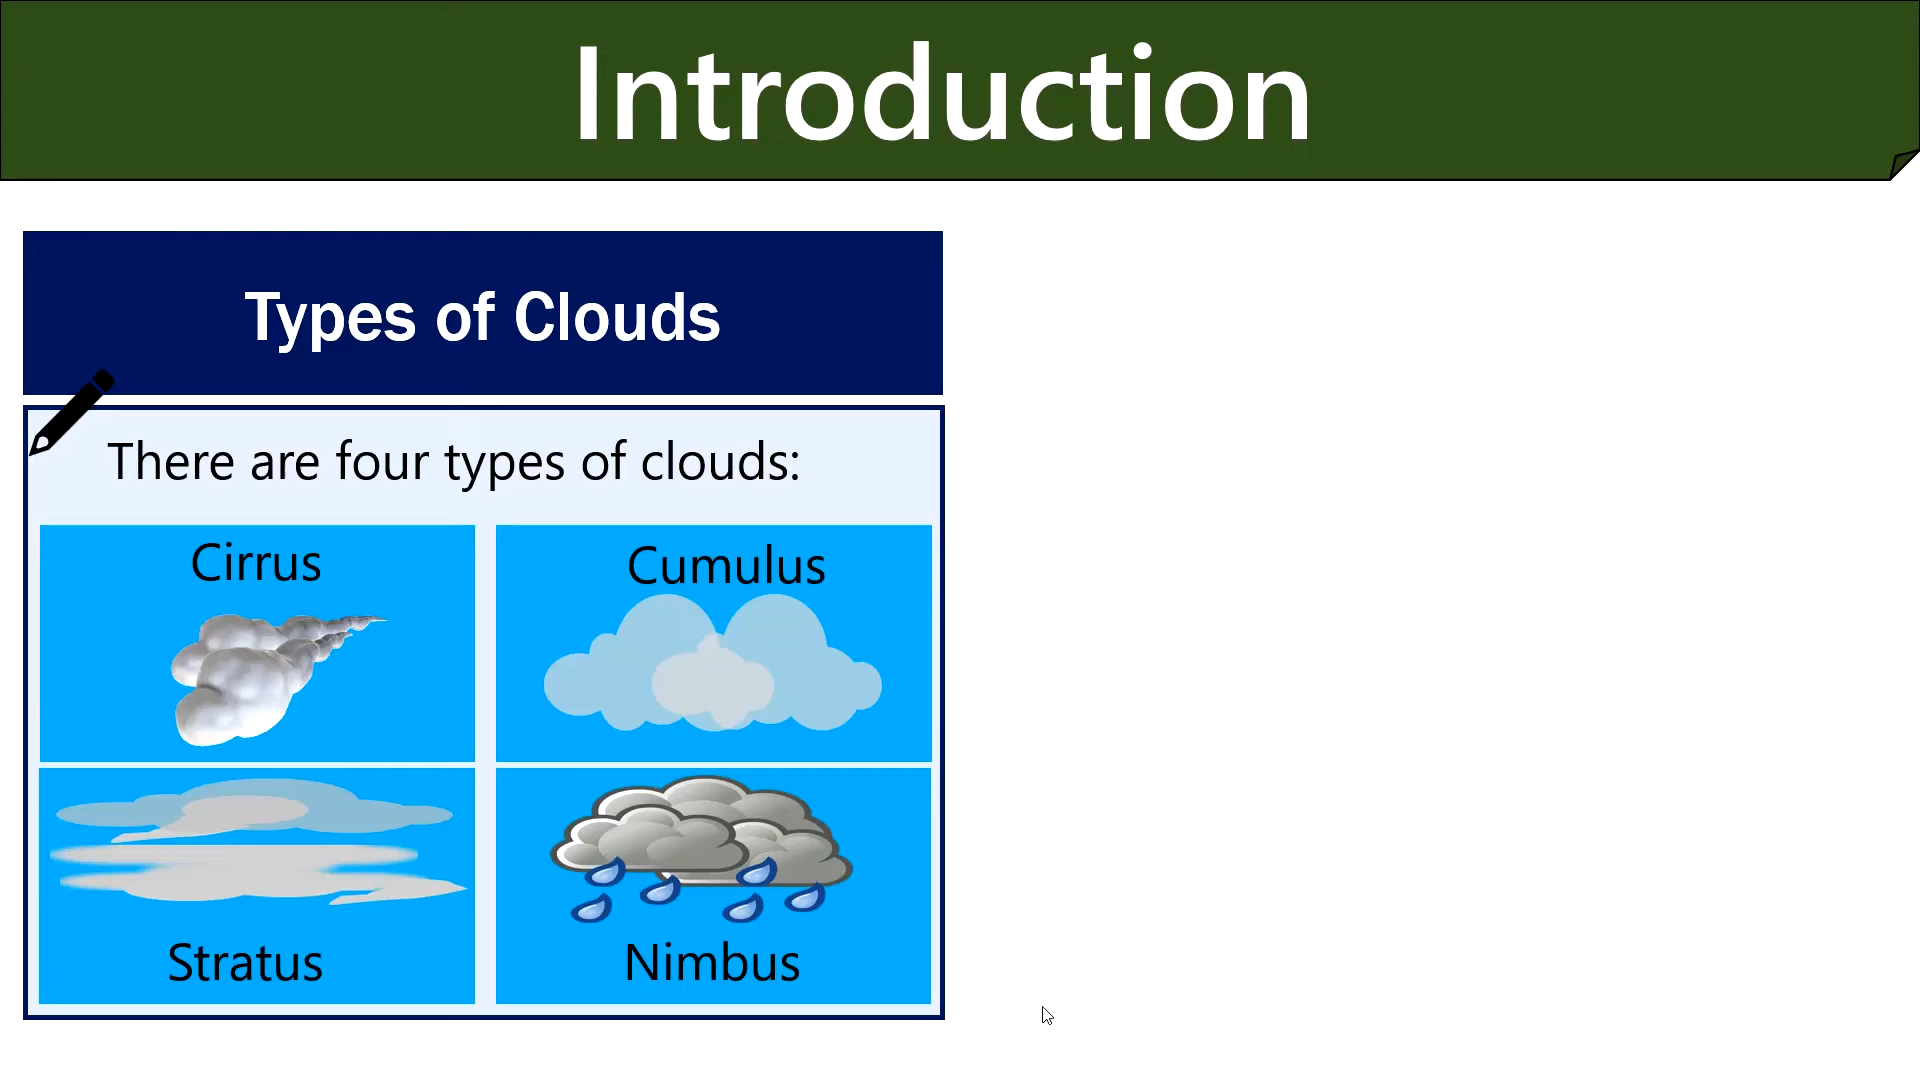 Introduction
Types of Clouds
There are four types of clouds:
Cirrus
Cumulus
Stratus
Nimbus